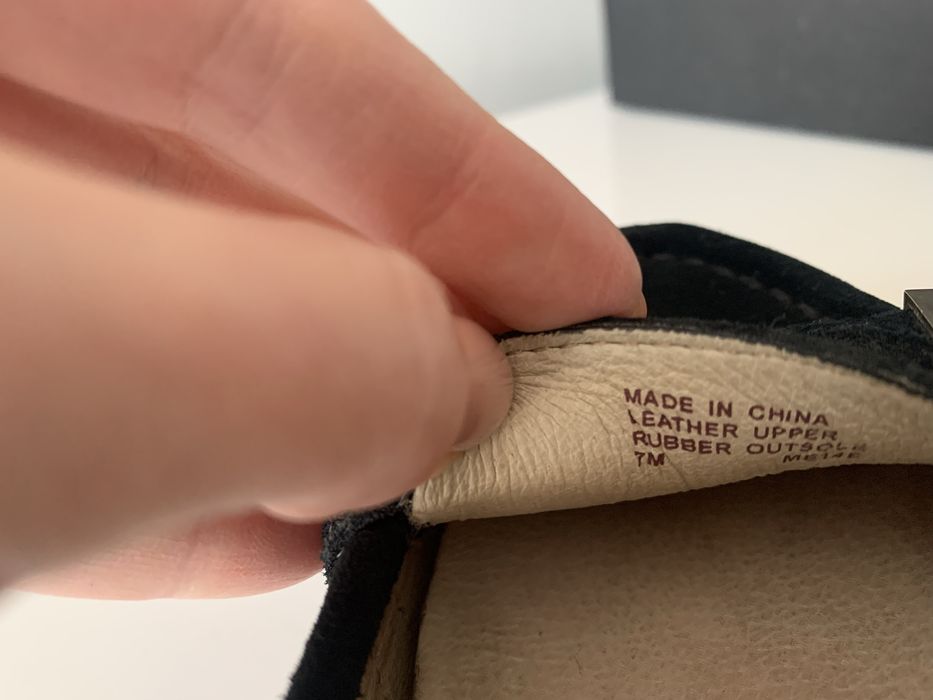 MADE IN CHINA
LEATHER UPPER
RUBBER OUTSOLE
7M